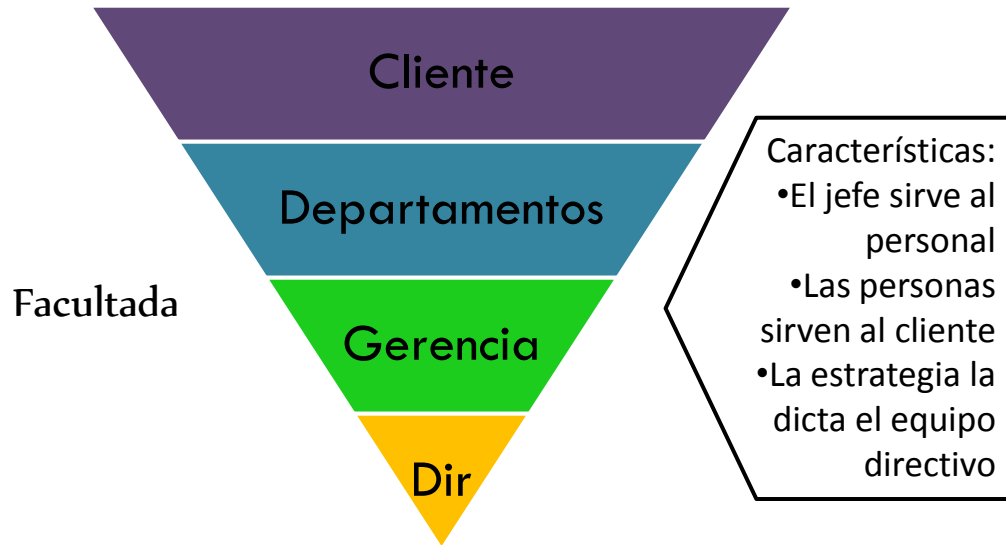 Cliente
Departamentos
Gerencia
Dir
Facultada
Características:
•El jefe sirve al
personal
•Las personas
sirven al cliente
•La estrategia la
dicta el equipo
directivo